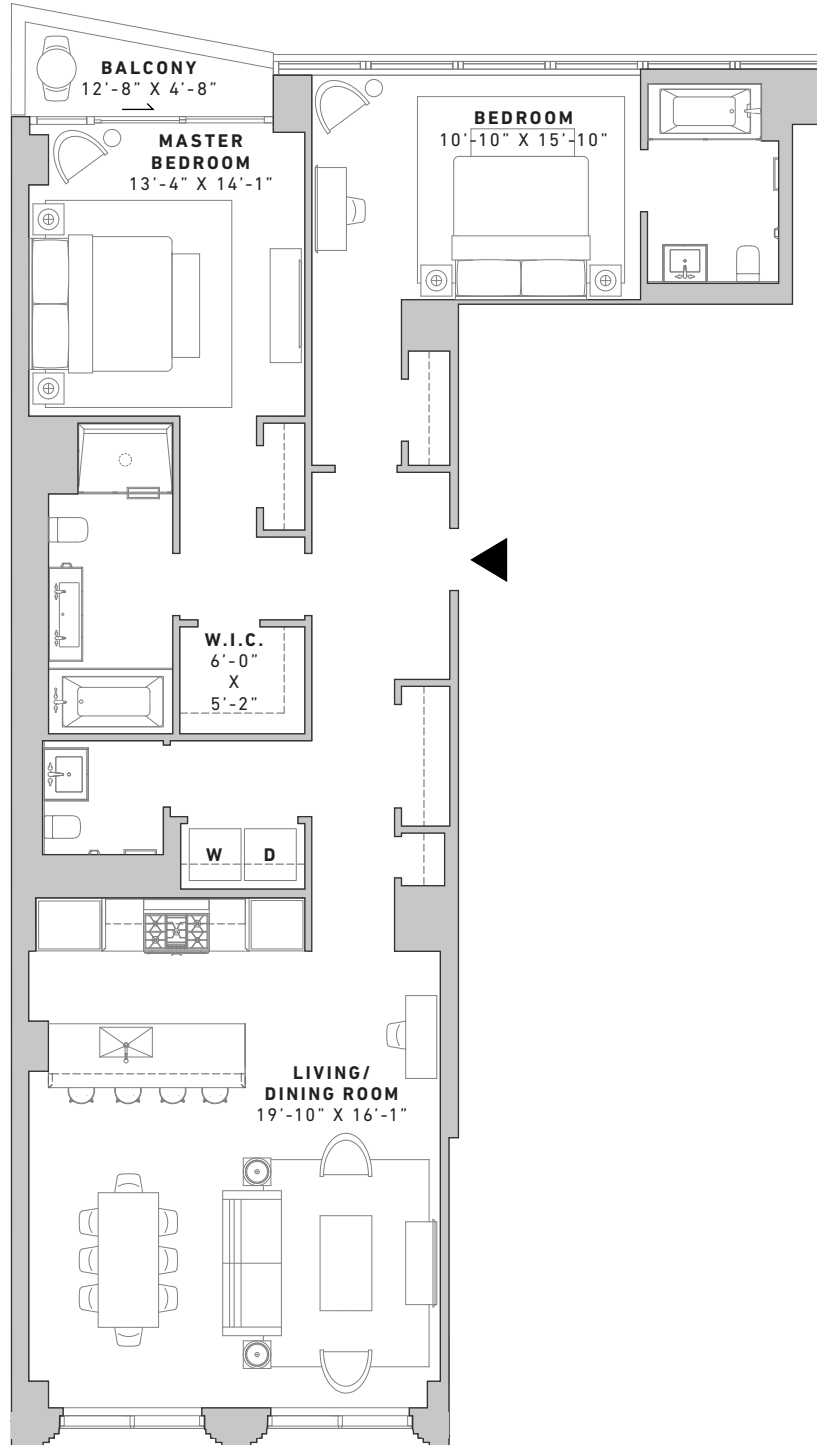 BALCONY
12’-8” X 4’-8”
MASTER
BEDROOM
13’-4” X 14’-1”
BEDROOM
10’-10” X 15’-10”
W.I.C.
6’-0”
X
5’-2”
W D
LIVING/
DINING ROOM
19’-10” X 16’-1”